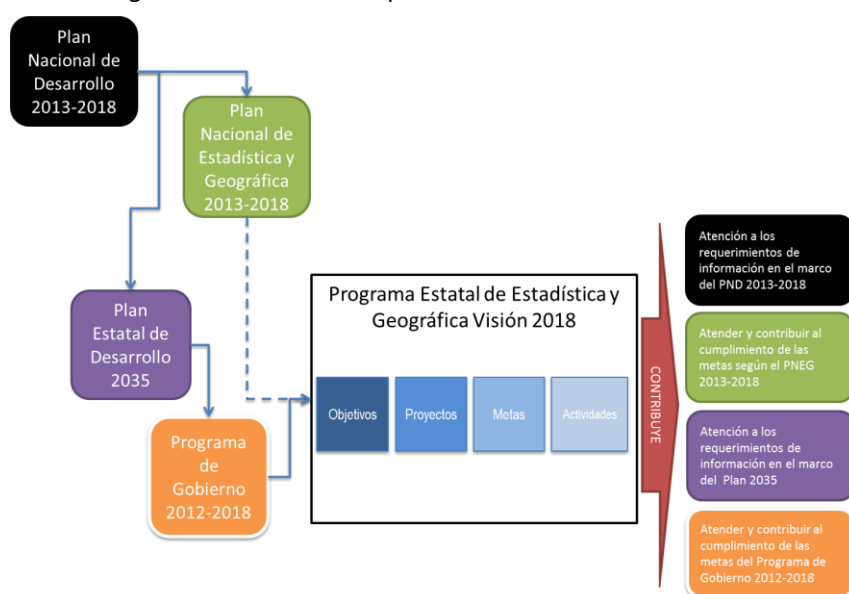 Plan
Nacional de
Desarrollo
2013-2018
Plan
Nacional de
Estadística y
Geográfica
2013-2018
Plan
Estatal de
Desarrollo
2035
Programa
de
Gobierno
2012-2018
Programa Estatal de Estadística y
Geográfica Visión 2018
Objetivos
Proyectos
Metas
Actividades
CONTRIBUYE
Atención a los
requerimientos de
información en el marco
del PND 2013-2018
Atender y contribuir al
cumplimiento de las
metas según el PNEG
2013-2018
Atención a los
requerimientos de
información en el marco
del Plan 2035
Atender y contribuir al
cumplimiento de las
metas del Programa de
Gobierno 2012-2018